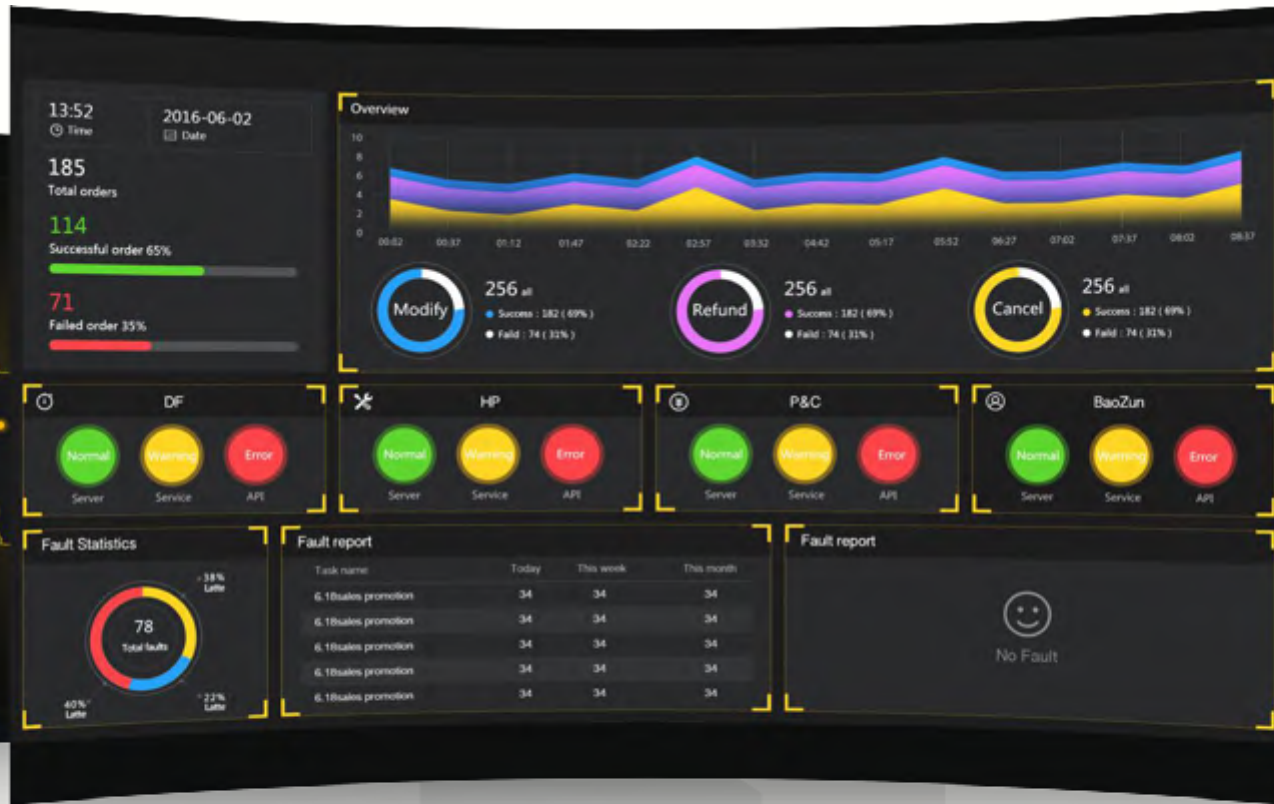 13:52
Time
2016-06-02
Date
185
Total orders
114
Successful order 65%
71
Failed order 35%
Overview
10
8
6
4
2
0
00:02 00:37 01:12 01:47 02:22 02:57 03:32 04:42 05:17 05:52 06:27 07:02 07:37 08:02 08:37
Modify
256 all
Success : 182 ( 69% )
Faild : 74 ( 31% )
Refund
256 all
Success : 182 ( 69% )
Faild : 74 ( 31% )
Cancel
256 all
Success : 182 ( 69% )
Faild : 74 ( 31% )
DF
Normal Warning Error
Server Service API
HP
Normal Warning Error
Server Service API
¥
P&C
Normal Warning Error
Server Service API
BaoZun
Normal Warning Error
Server Service API
Fault Statistics
38%
Latte
78
Total faults
40%
Latte
22%
Latte
Fault report
Task name Today This week This month
6.18sales promotion 34 34 34
6.18sales promotion 34 34 34
6.18sales promotion 34 34 34
6.18sales promotion 34 34 34
6.18sales promotion 34 34 34
Fault report
No Fault